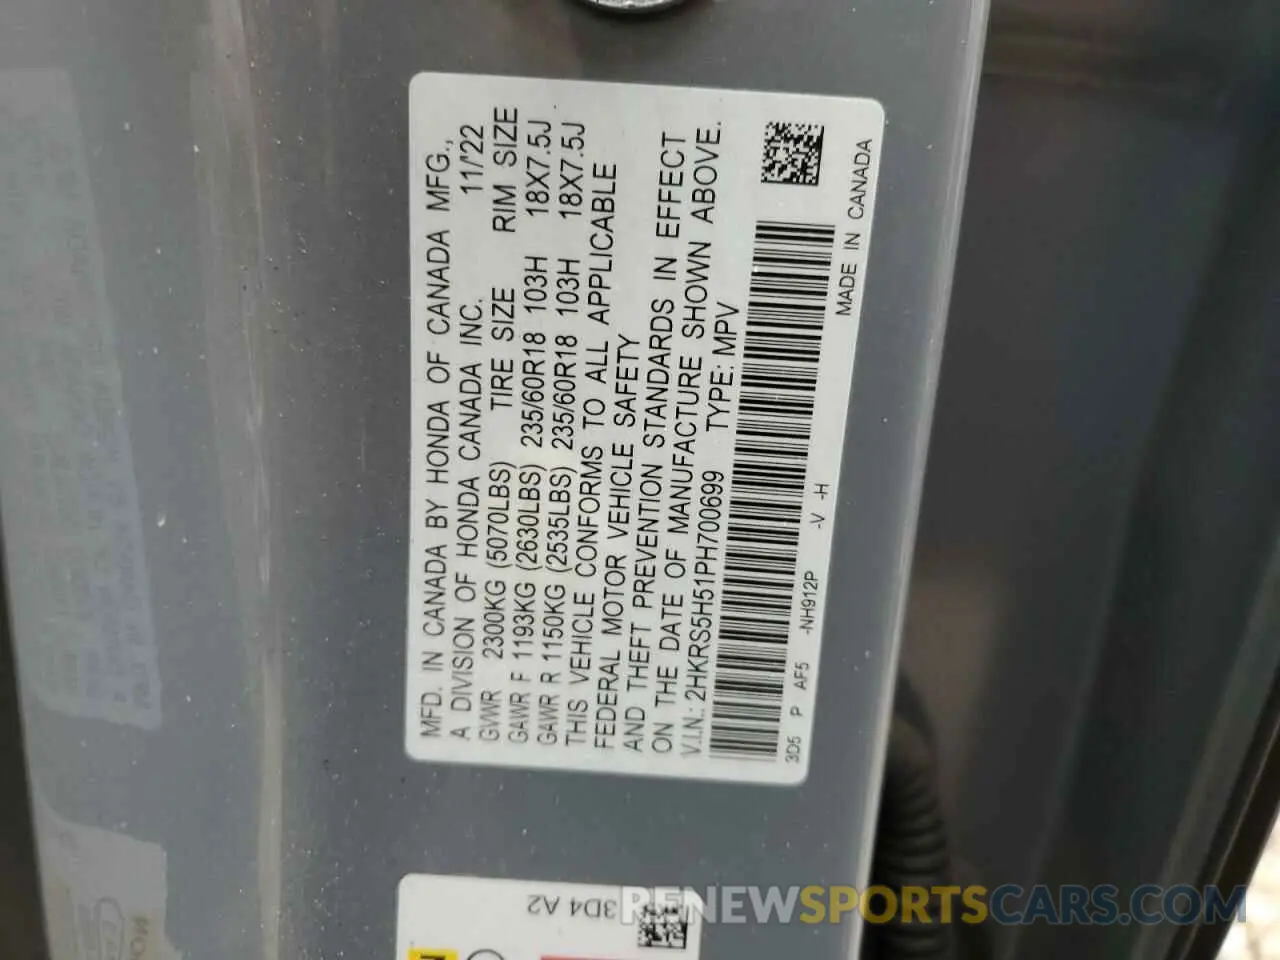 MFD. IN CANADA BY HONDA OF CANADA MFG.,
A DIVISION OF HONDA CANADA INC. 11/'22
GVWR 2300KG (5070LBS) TIRE SIZE RIM SIZE
GAWR F 1193KG (2630LBS) 235/60R18 103H 18X7.5J
GAWR R 1150KG (2535LBS) 235/60R18 103H 18X7.5J
THIS VEHICLE CONFORMS TO ALL APPLICABLE
FEDERAL MOTOR VEHICLE SAFETY
AND THEFT PREVENTION STANDARDS IN EFFECT
ON THE DATE OF MANUFACTURE SHOWN ABOVE.
V.I.N.: 2HKRS5H51PH700699 TYPE: MPV
3D5 P AF5 -NH912P -V -H
MADE IN CANADA
3D4 A2
RENEWSPORTSCARS.COM